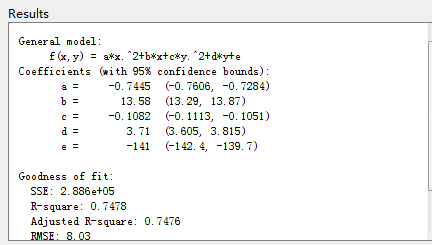 Results
General model:
f(x,y) = a*x.^2+b*x+c*y.^2+d*y+e
Coefficients (with 95% confidence bounds):
a = -0.7445 (-0.7606, -0.7284)
b = 13.58 (13.29, 13.87)
c = -0.1082 (-0.1113, -0.1051)
d = 3.71 (3.605, 3.815)
e = -141 (-142.4, -139.7)
Goodness of fit:
SSE: 2.886e+05
R-square: 0.7478
Adjusted R-square: 0.7476
RMSE: 8.03